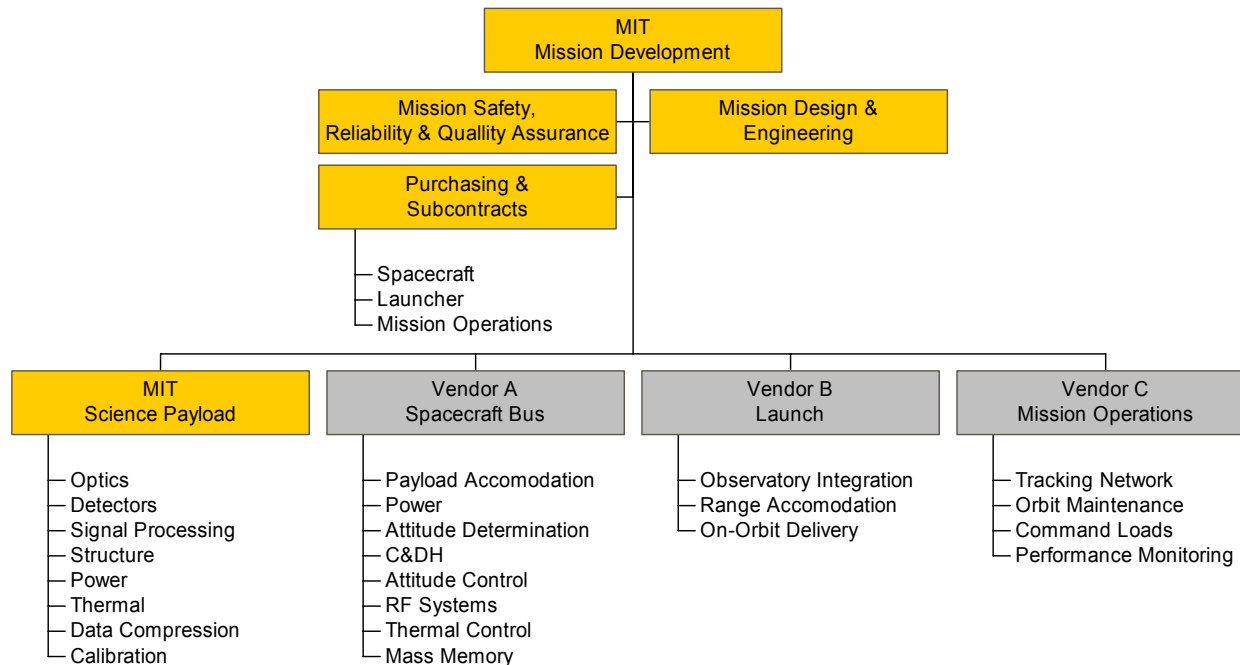 MIT
Mission Development
Mission Safety,
Reliability & Quallity Assurance
Mission Design &
Engineering
Purchasing &
Subcontracts
Spacecraft
Launcher
Mission Operations
MIT
Science Payload
Optics
Detectors
Signal Processing
Structure
Power
Thermal
Data Compression
Calibration
Vendor A
Spacecraft Bus
Payload Accomodation
Power
Attitude Determination
C&DH
Attitude Control
RF Systems
Thermal Control
Mass Memory
Vendor B
Launch
Observatory Integration
Range Accomodation
On-Orbit Delivery
Vendor C
Mission Operations
Tracking Network
Orbit Maintenance
Command Loads
Performance Monitoring